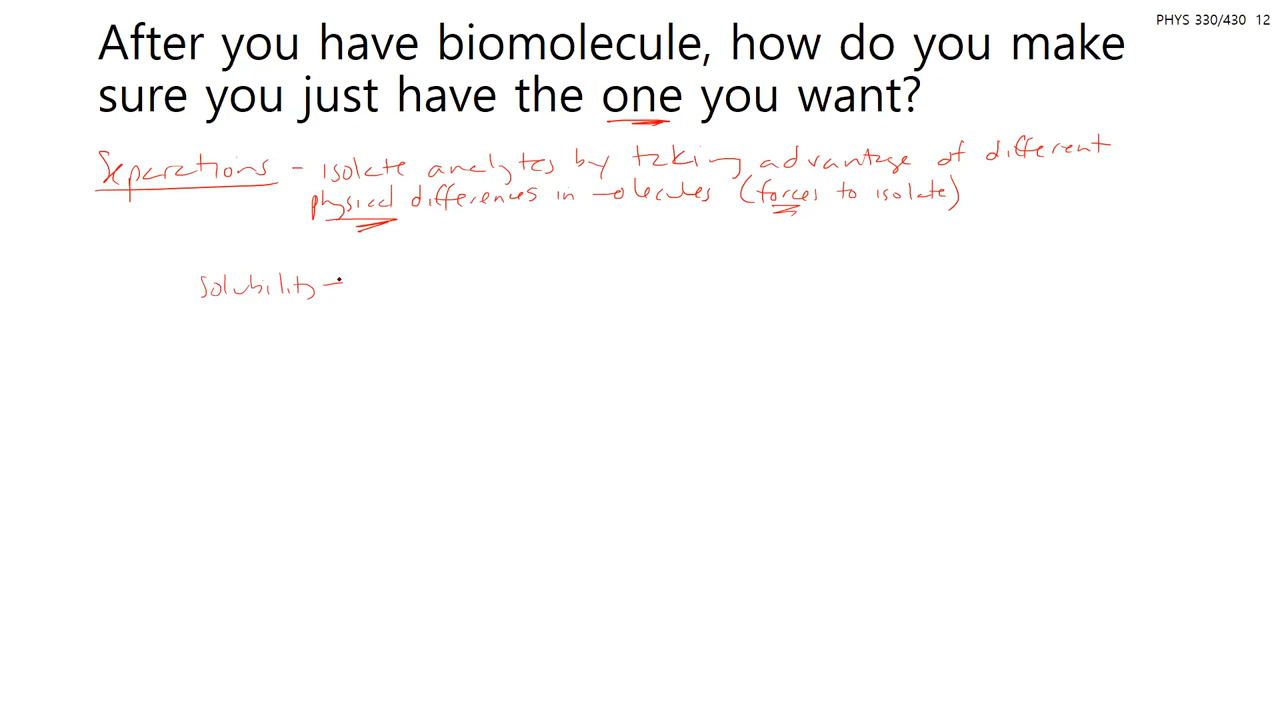 PHYS 330/430 12
After you have biomolecule, how do you make
sure you just have the one you want?
Separations - isolate analytes by taking advantage of different
physical differences in molecules (forces to isolate)
Solubility -